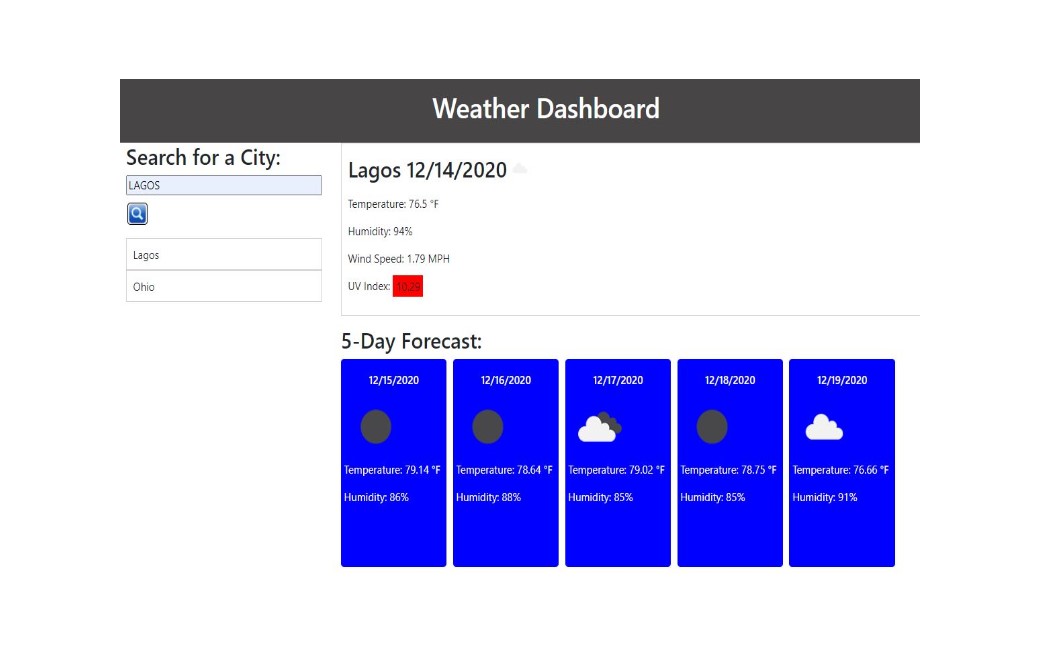 Weather Dashboard
Search for a City:
LAGOS
Lagos
Ohio
Lagos 12/14/2020
Temperature: 76.5 °F
Humidity: 94%
Wind Speed: 1.79 MPH
UV Index: 10.29
5-Day Forecast:
12/15/2020
Temperature: 79.14 °F
Humidity: 86%
12/16/2020
Temperature: 78.64 °F
Humidity: 88%
12/17/2020
Temperature: 79.02 °F
Humidity: 85%
12/18/2020
Temperature: 78.75 °F
Humidity: 85%
12/19/2020
Temperature: 76.66 °F
Humidity: 91%